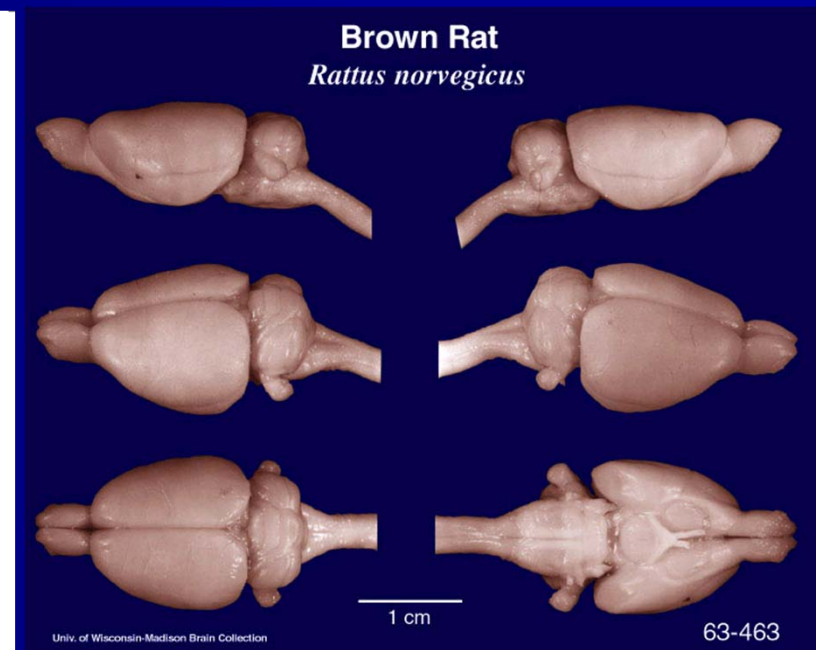 Brown Rat
Rattus norvegicus
1 cm
Univ. of Wisconsin-Madison Brain Collection
63-463